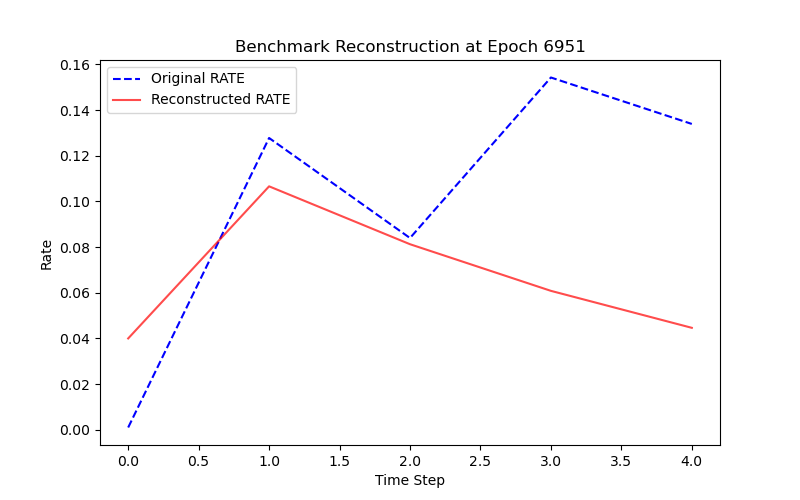 Benchmark Reconstruction at Epoch 6951
Original RATE
Reconstructed RATE
0.16
0.14
0.12
0.10
0.08
0.06
0.04
0.02
0.00
Rate
0.0 0.5 1.0 1.5 2.0 2.5 3.0 3.5 4.0
Time Step